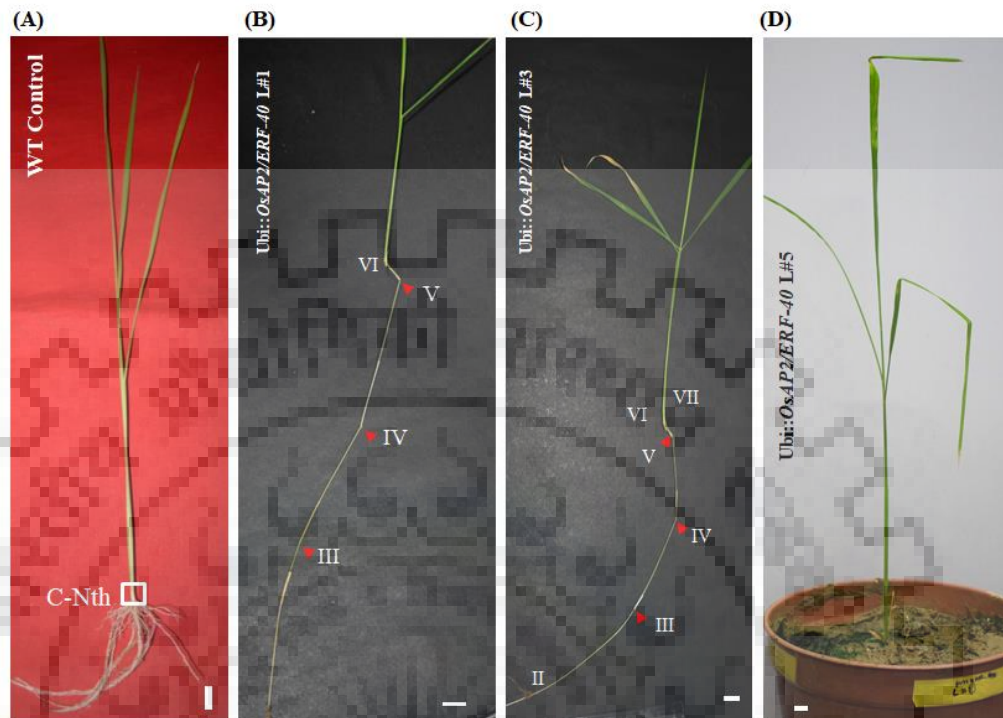 (A)
WT Control
C-Nth
(B)
Ubi::OsAP2/ERF-40 L#1
VI
V
IV
III
(C)
Ubi::OsAP2/ERF-40 L#3
VII
VI
V
IV
III
II
(D)
Ubi::OsAP2/ERF-40 L#5